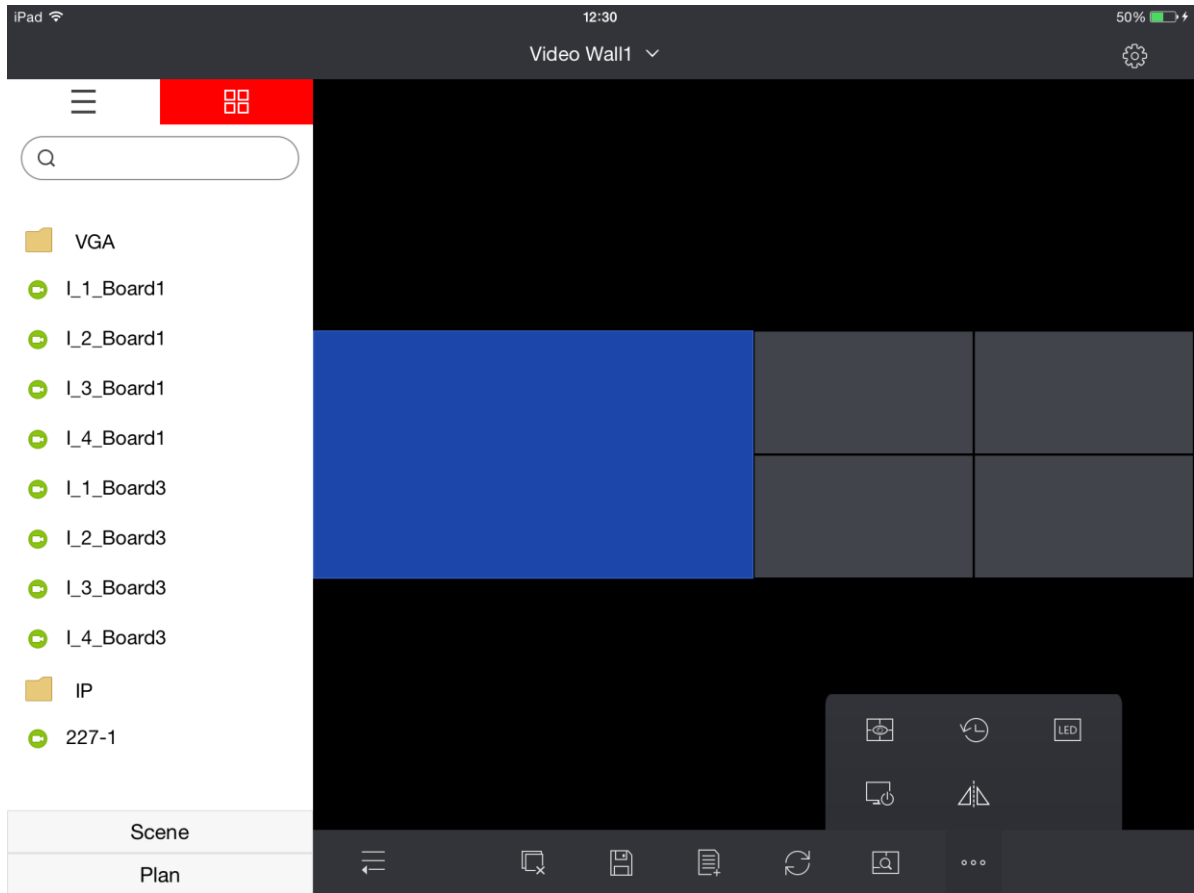 iPad 12:30 50%
Video Wall1
VGA
I_1_Board1
I_2_Board1
I_3_Board1
I_4_Board1
I_1_Board3
I_2_Board3
I_3_Board3
I_4_Board3
IP
227-1
LED
Scene
Plan